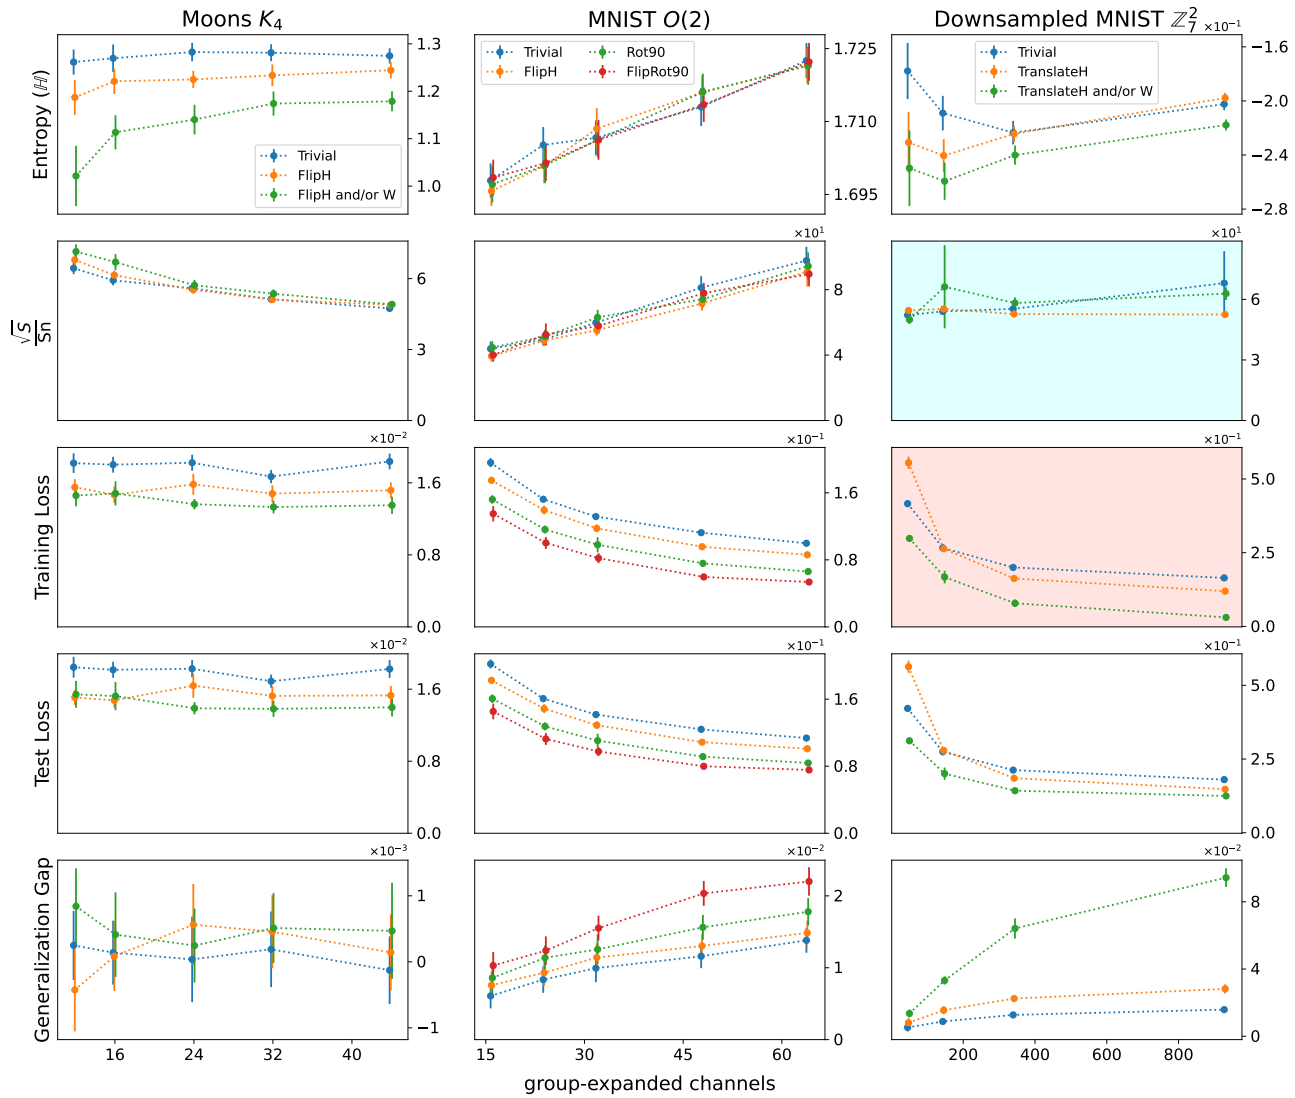 Moons K₄
MNIST O(2)
Downsampled MNIST ℤ₇²
×10⁻¹
Entropy (ℍ)
1.3
1.2
1.1
1.0
Trivial
FlipH
FlipH and/or W
Trivial
FlipH
Rot90
FlipRot90
1.725
1.710
1.695
Trivial
TranslateH
TranslateH and/or W
−1.6
−2.0
−2.4
−2.8
√S
Sn
6
3
0
×10¹
8
4
0
×10¹
6
3
0
Training Loss
×10⁻²
1.6
0.8
0.0
×10⁻¹
1.6
0.8
0.0
×10⁻¹
5.0
2.5
0.0
Test Loss
×10⁻²
1.6
0.8
0.0
×10⁻¹
1.6
0.8
0.0
×10⁻¹
5.0
2.5
0.0
Generalization Gap
×10⁻³
1
0
−1
×10⁻²
2
1
0
×10⁻²
8
4
0
16 24 32 40
15 30 45 60
200 400 600 800
group-expanded channels